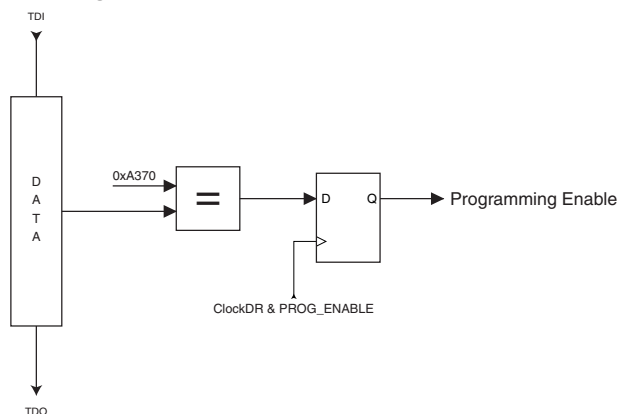 TDI
D
A
T
A
0xA370
=
D
Q
Programming Enable
ClockDR & PROG_ENABLE
TDO